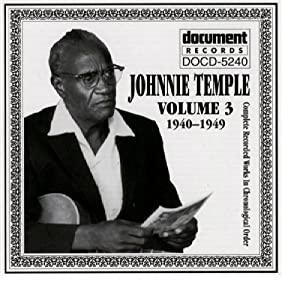 document
RECORDS
DOCD-5240
JOHNNIE TEMPLE
VOLUME 3
1940–1949
Complete Recorded Works In Chronological Order